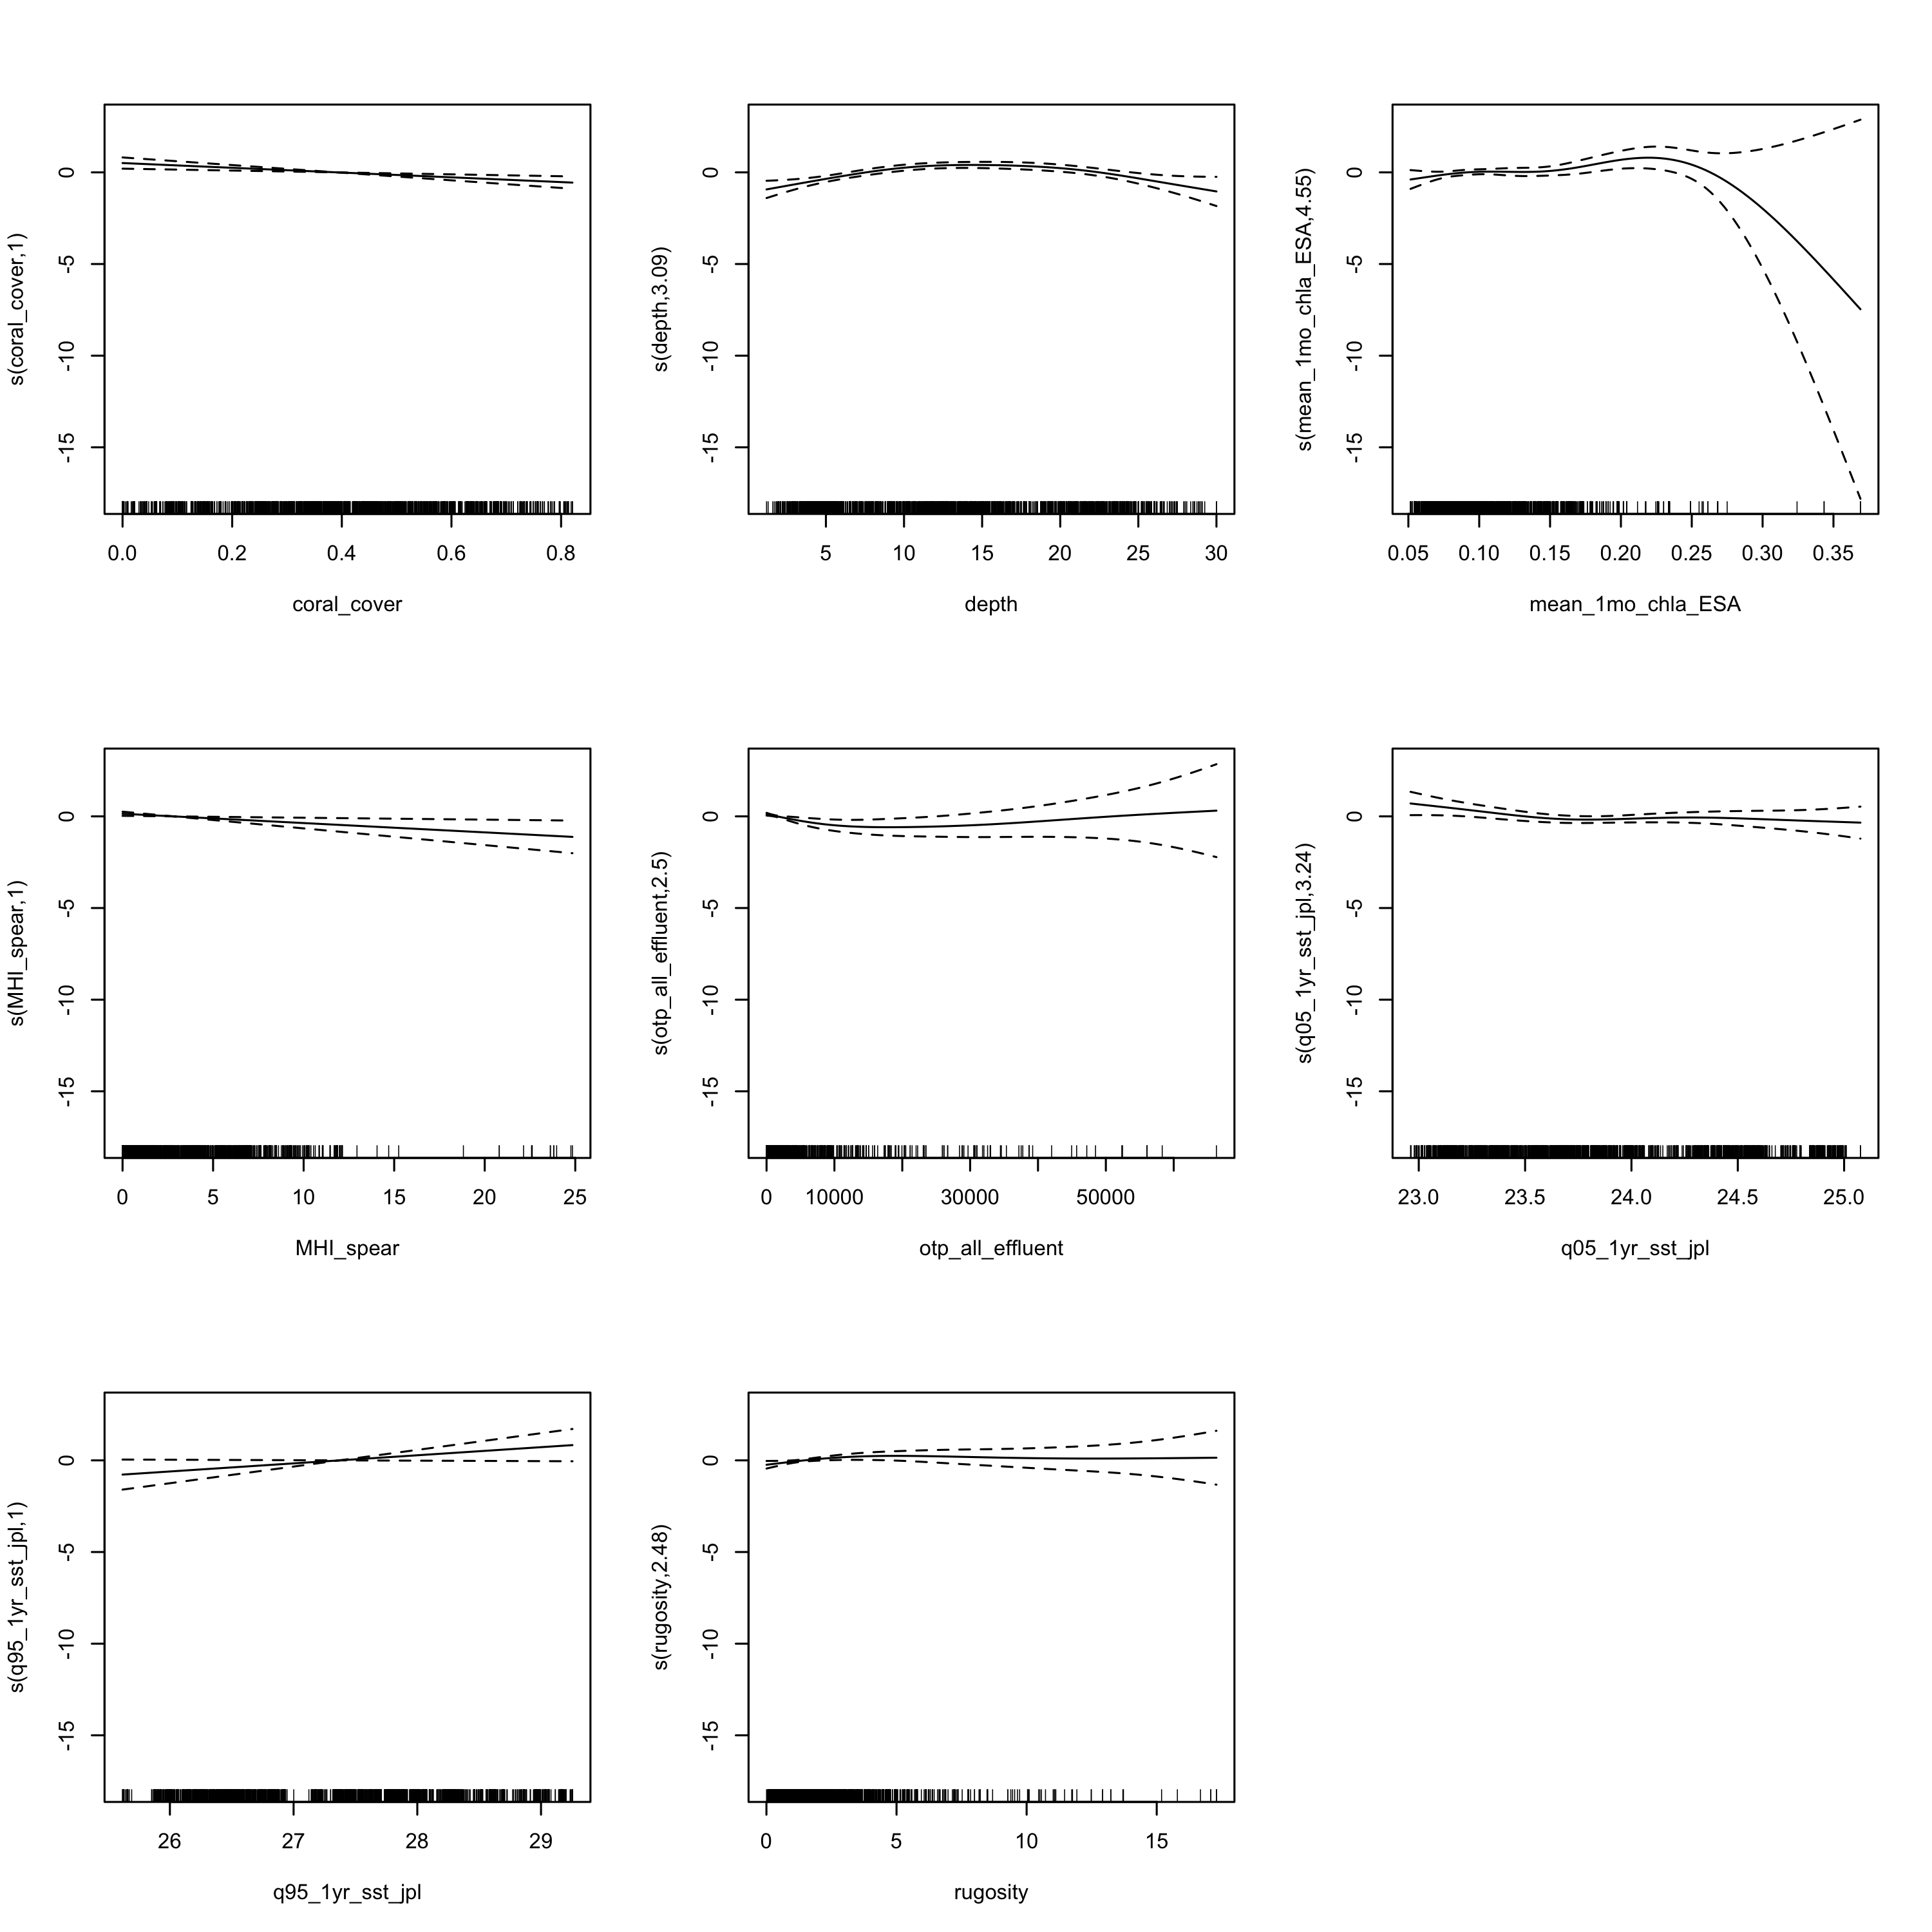 s(coral_cover,1)
0
-5
-10
-15
0.0 0.2 0.4 0.6 0.8
coral_cover
s(depth,3.09)
0
-5
-10
-15
5 10 15 20 25 30
depth
s(mean_1mo_chla_ESA,4.55)
0
-5
-10
-15
0.05 0.10 0.15 0.20 0.25 0.30 0.35
mean_1mo_chla_ESA
s(MHI_spear,1)
0
-5
-10
-15
0 5 10 15 20 25
MHI_spear
s(otp_all_effluent,2.5)
0
-5
-10
-15
0 10000 30000 50000
otp_all_effluent
s(q05_1yr_sst_jpl,3.24)
0
-5
-10
-15
23.0 23.5 24.0 24.5 25.0
q05_1yr_sst_jpl
s(q95_1yr_sst_jpl,1)
0
-5
-10
-15
26 27 28 29
q95_1yr_sst_jpl
s(rugosity,2.48)
0
-5
-10
-15
0 5 10 15
rugosity